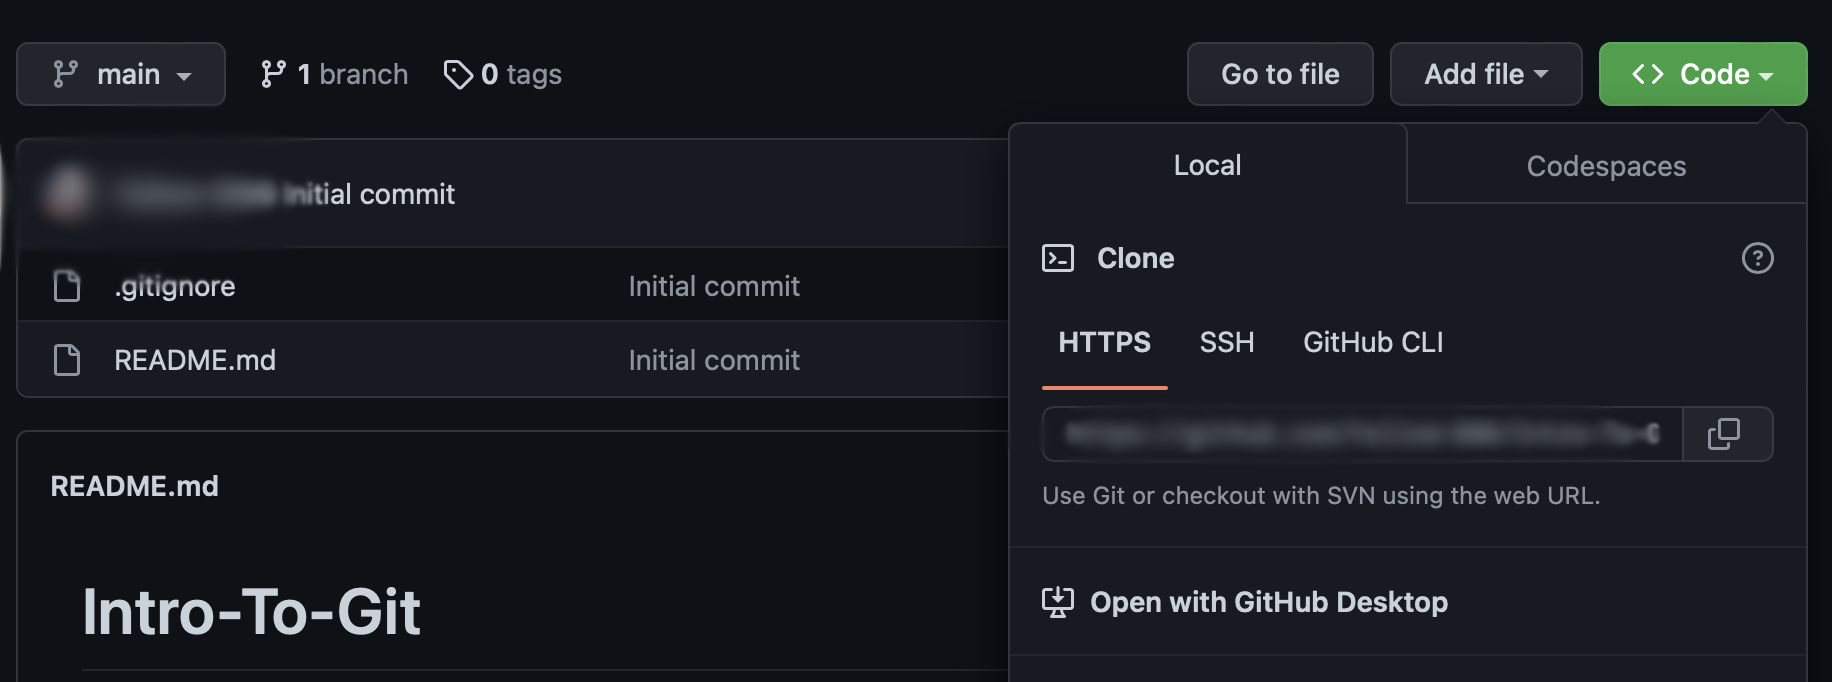 main
1 branch
0 tags
Go to file
Add file
Code
Initial commit
.gitignore
Initial commit
README.md
Initial commit
README.md
Intro-To-Git
Local
Codespaces
Clone
HTTPS
SSH
GitHub CLI
Use Git or checkout with SVN using the web URL.
Open with GitHub Desktop